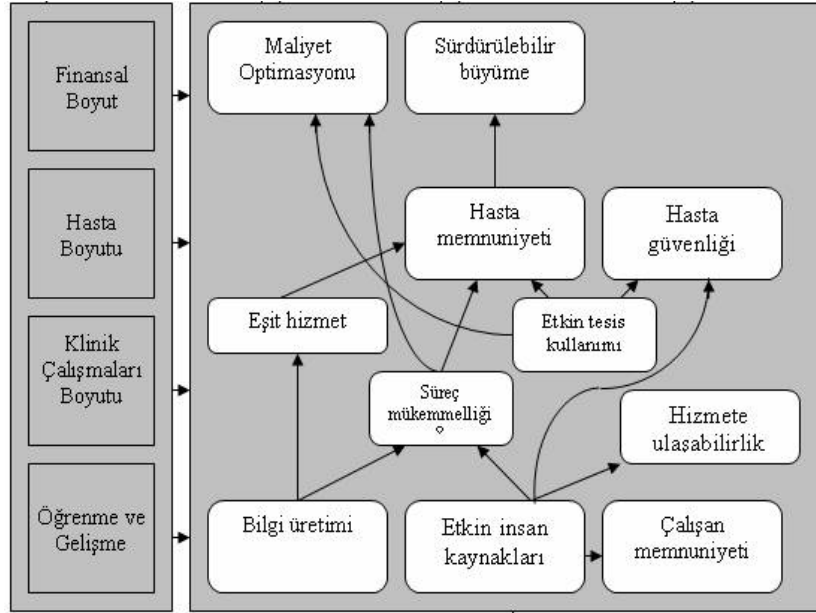 Finansal
Boyut
Maliyet
Optimasyonu
Sürdürülebilir
büyüme
Hasta
Boyutu
Hasta
memnuniyeti
Hasta
güvenliği
Klinik
Çalışmaları
Boyutu
Eşit hizmet
Etkin tesis
kullanımı
Süreç
mükemmelliği
Hizmete
ulaşabilirlik
Öğrenme ve
Gelişme
Bilgi üretimi
Etkin insan
kaynakları
Çalışan
memnuniyeti